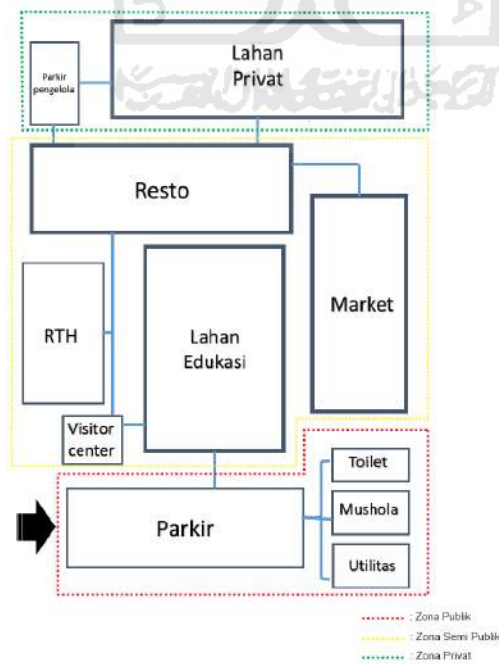 Lahan
Privat
Parkir
pengelola
Resto
Market
RTH
Lahan
Edukasi
Visitor
center
Toilet
Parkir
Mushola
Utilitas
: Zona Publik
: Zona Semi Publik
: Zona Privat